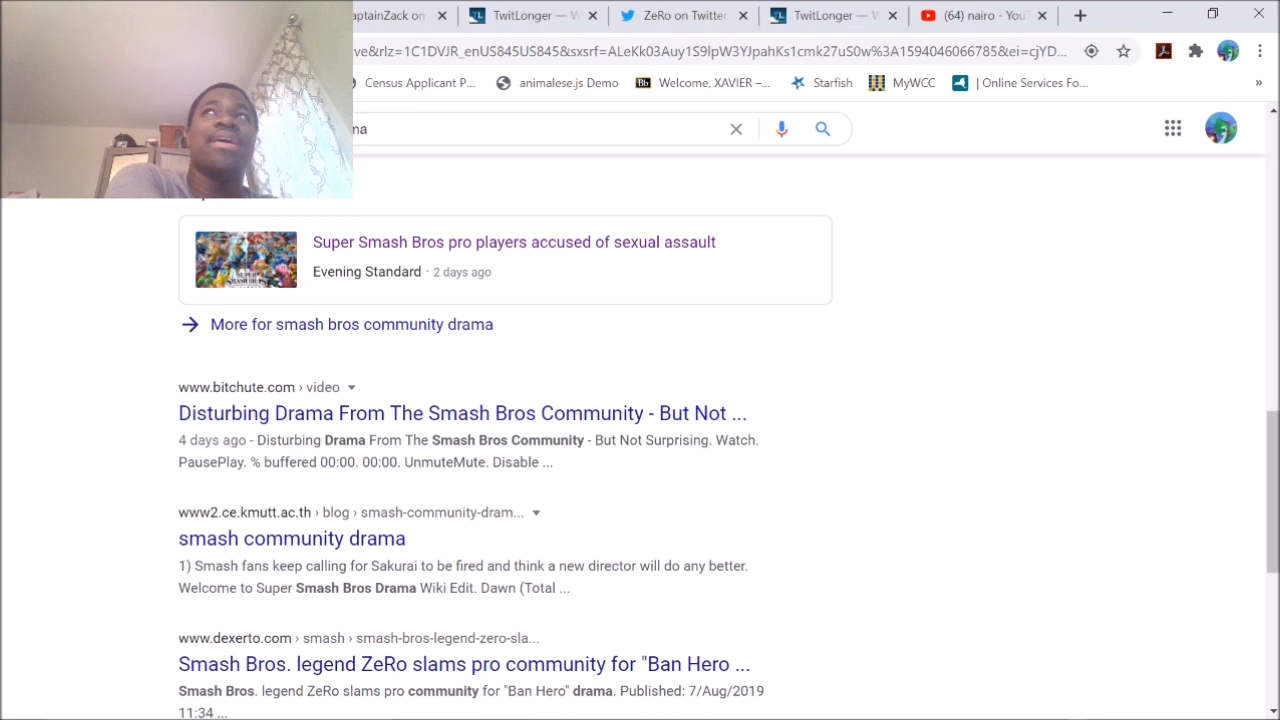 aptainZack on
TwitLonger — W
ZeRo on Twitter
TwitLonger — W
(64) nairo - You
ve&rlz=1C1DVJR_enUS845US845&sxsrf=ALeKk03Auy1S9lpW3YJpahKs1cmk27uS0w%3A1594046066785&ei=cjYD...
Census Applicant P...
animalese.js Demo
Bb Welcome, XAVIER –...
Starfish
MyWCC
| Online Services Fo...
»
ma
Super Smash Bros pro players accused of sexual assault
Evening Standard · 2 days ago
More for smash bros community drama
www.bitchute.com › video
Disturbing Drama From The Smash Bros Community - But Not ...
4 days ago - Disturbing Drama From The Smash Bros Community - But Not Surprising. Watch.
PausePlay. % buffered 00:00. 00:00. UnmuteMute. Disable ...
www2.ce.kmutt.ac.th › blog › smash-community-dram...
smash community drama
1) Smash fans keep calling for Sakurai to be fired and think a new director will do any better.
Welcome to Super Smash Bros Drama Wiki Edit. Dawn (Total ...
www.dexerto.com › smash › smash-bros-legend-zero-sla...
Smash Bros. legend ZeRo slams pro community for "Ban Hero ...
Smash Bros. legend ZeRo slams pro community for "Ban Hero" drama. Published: 7/Aug/2019
11:34 ...